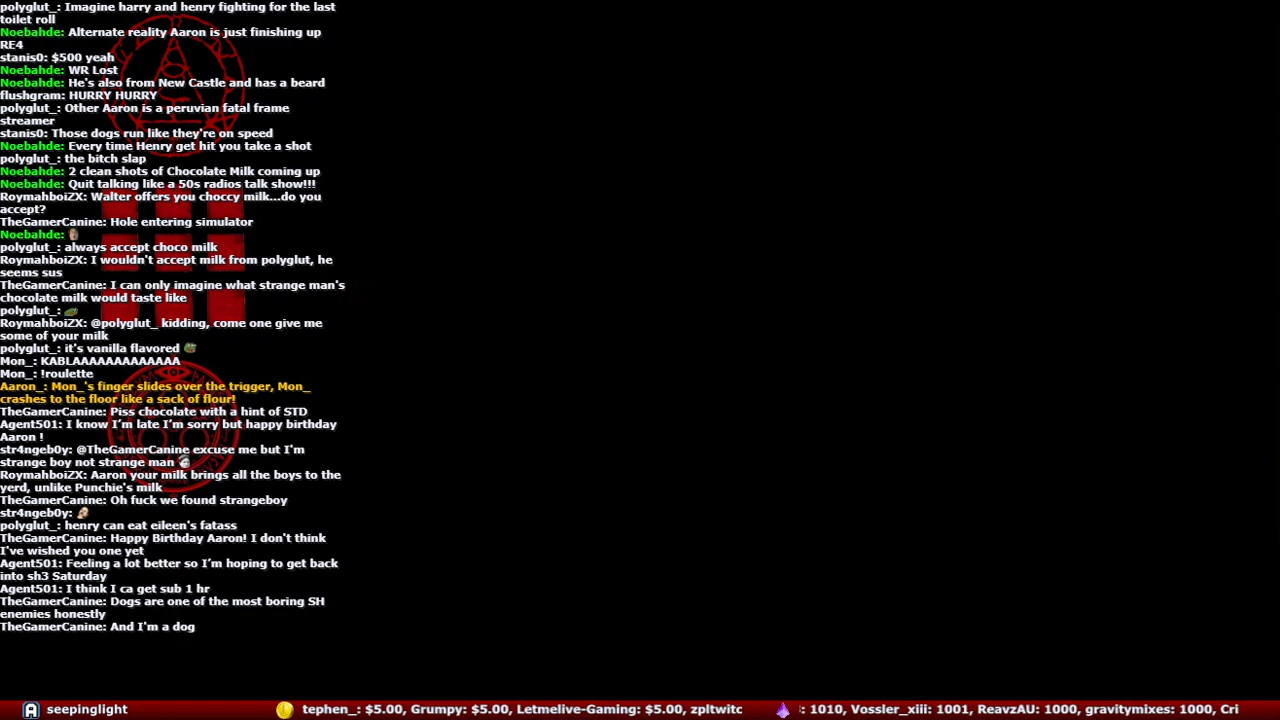 polyglut_: Imagine harry and henry fighting for the last
toilet roll
Noebahde: Alternate reality Aaron is just finishing up
RE4
stanis0: $500 yeah
Noebahde: WR Lost
Noebahde: He's also from New Castle and has a beard
flushgram: HURRY HURRY
polyglut_: Other Aaron is a peruvian fatal frame
streamer
stanis0: Those dogs run like they're on speed
Noebahde: Every time Henry get hit you take a shot
polyglut_: the bitch slap
Noebahde: 2 clean shots of Chocolate Milk coming up
Noebahde: Quit talking like a 50s radios talk show!!!
RoymahboiZX: Walter offers you choccy milk...do you
accept?
TheGamerCanine: Hole entering simulator
Noebahde:
polyglut_: always accept choco milk
RoymahboiZX: I wouldn't accept milk from polyglut, he
seems sus
TheGamerCanine: I can only imagine what strange man's
chocolate milk would taste like
polyglut_:
RoymahboiZX: @polyglut_ kidding, come one give me
some of your milk
polyglut_: it's vanilla flavored
Mon_: KABLAAAAAAAAAAAAA
Mon_: !roulette
Aaron_: Mon_'s finger slides over the trigger, Mon_
crashes to the floor like a sack of flour!
TheGamerCanine: Piss chocolate with a hint of STD
Agent501: I know I'm late I'm sorry but happy birthday
Aaron !
str4ngeb0y: @TheGamerCanine excuse me but I'm
strange boy not strange man
RoymahboiZX: Aaron your milk brings all the boys to the
yerd, unlike Punchie's milk
TheGamerCanine: Oh fuck we found strangeboy
str4ngeb0y:
polyglut_: henry can eat eileen's fatass
TheGamerCanine: Happy Birthday Aaron! I don't think
I've wished you one yet
Agent501: Feeling a lot better so I'm hoping to get back
into sh3 Saturday
Agent501: I think I ca get sub 1 hr
TheGamerCanine: Dogs are one of the most boring SH
enemies honestly
TheGamerCanine: And I'm a dog
A seepinglight tephen_: $5.00, Grumpy: $5.00, Letmelive-Gaming: $5.00, zpltwitc : 1010, Vossler_xiii: 1001, ReavzAU: 1000, gravitymixes: 1000, Cri